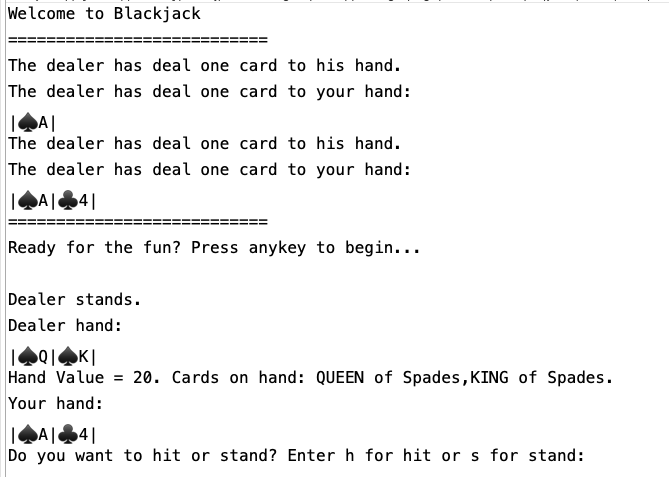 Welcome to Blackjack
===========================
The dealer has deal one card to his hand.
The dealer has deal one card to your hand:
|♠A|
The dealer has deal one card to his hand.
The dealer has deal one card to your hand:
|♠A|♣4|
===========================
Ready for the fun? Press anykey to begin...
Dealer stands.
Dealer hand:
|♠Q|♠K|
Hand Value = 20. Cards on hand: QUEEN of Spades,KING of Spades.
Your hand:
|♠A|♣4|
Do you want to hit or stand? Enter h for hit or s for stand: